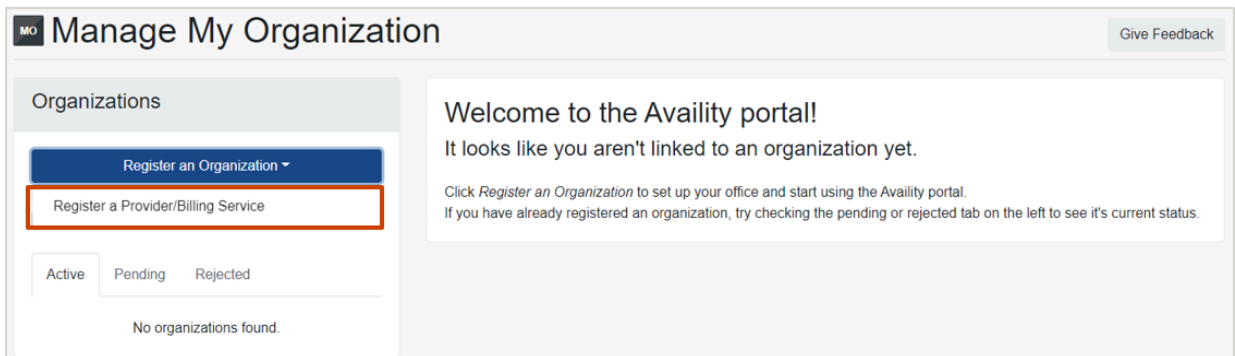 MO Manage My Organization
Give Feedback
Organizations
Register an Organization
Register a Provider/Billing Service
Active Pending Rejected
No organizations found.
Welcome to the Availity portal!
It looks like you aren't linked to an organization yet.
Click Register an Organization to set up your office and start using the Availity portal.
If you have already registered an organization, try checking the pending or rejected tab on the left to see it's current status.